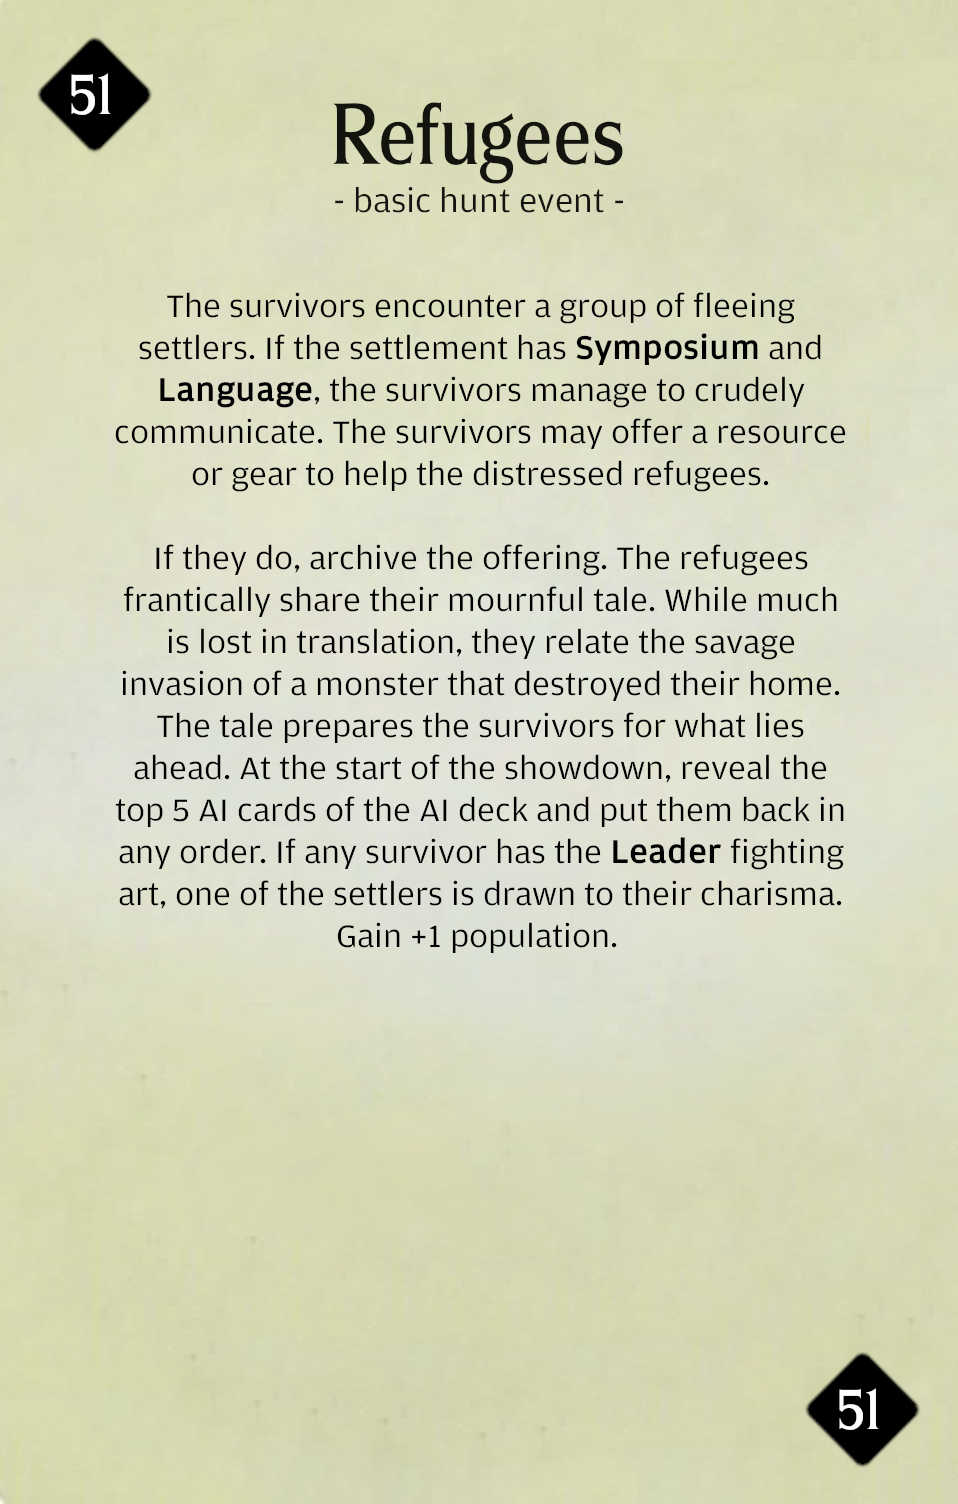 51
Refugees
- basic hunt event -
The survivors encounter a group of fleeing
settlers. If the settlement has Symposium and
Language, the survivors manage to crudely
communicate. The survivors may offer a resource
or gear to help the distressed refugees.
If they do, archive the offering. The refugees
frantically share their mournful tale. While much
is lost in translation, they relate the savage
invasion of a monster that destroyed their home.
The tale prepares the survivors for what lies
ahead. At the start of the showdown, reveal the
top 5 AI cards of the AI deck and put them back in
any order. If any survivor has the Leader fighting
art, one of the settlers is drawn to their charisma.
Gain +1 population.
51